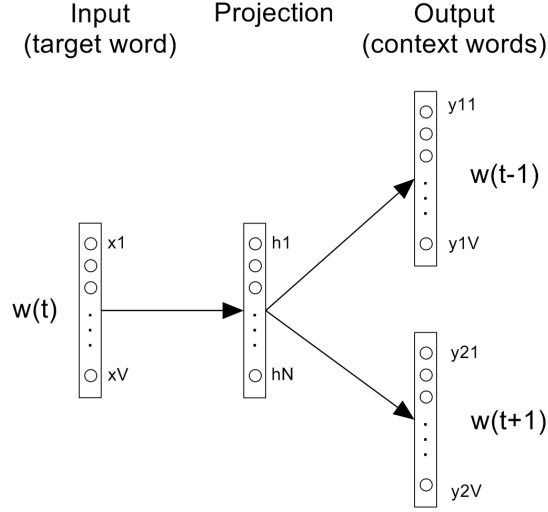 Input
(target word)
Projection
Output
(context words)
y11
w(t-1)
y1V
x1
h1
w(t)
xV
hN
y21
w(t+1)
y2V